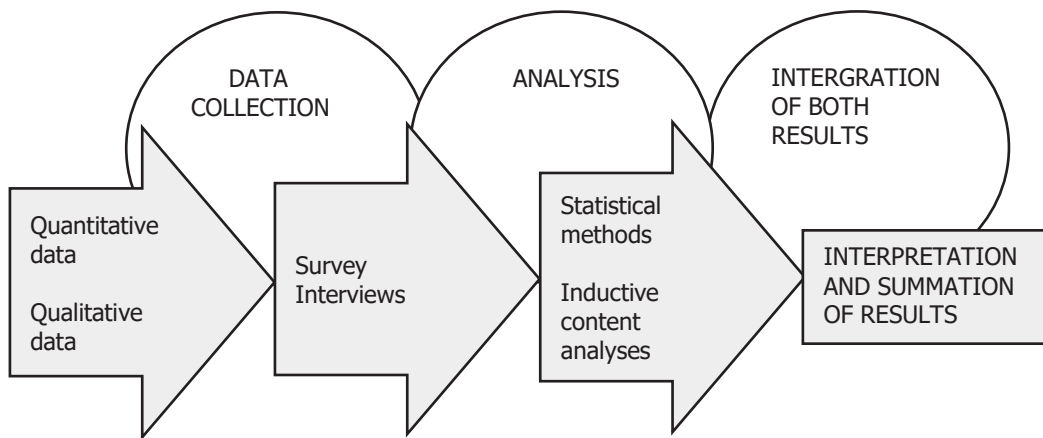 DATA
COLLECTION
ANALYSIS
INTERGRATION
OF BOTH
RESULTS
Quantitative
data
Qualitative
data
Survey
Interviews
Statistical
methods
Inductive
content
analyses
INTERPRETATION
AND SUMMATION
OF RESULTS